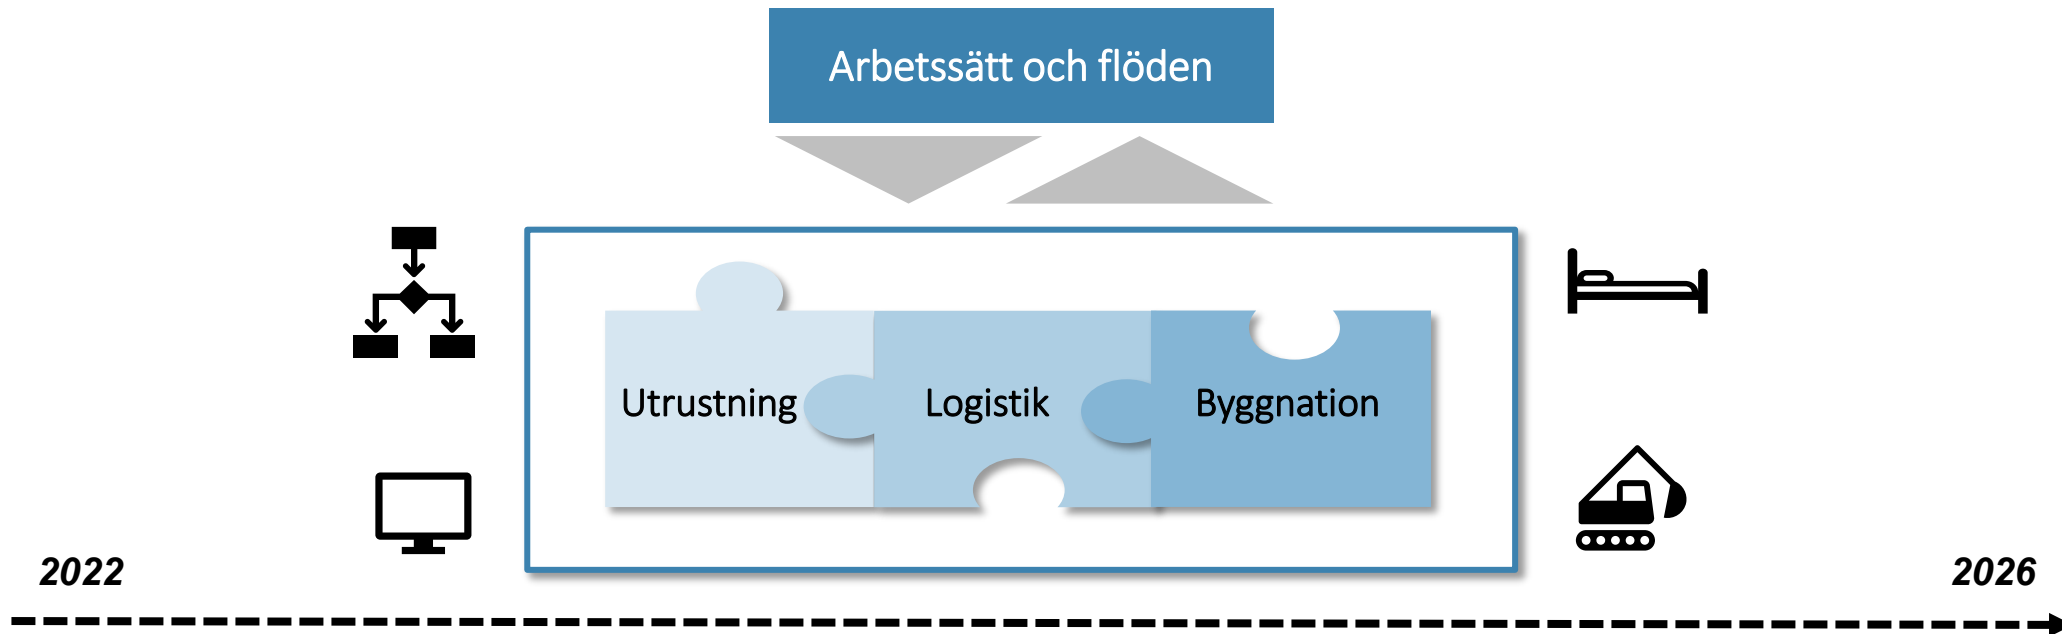 Arbetssätt och flöden
Utrustning
Logistik
Byggnation
2022
2026